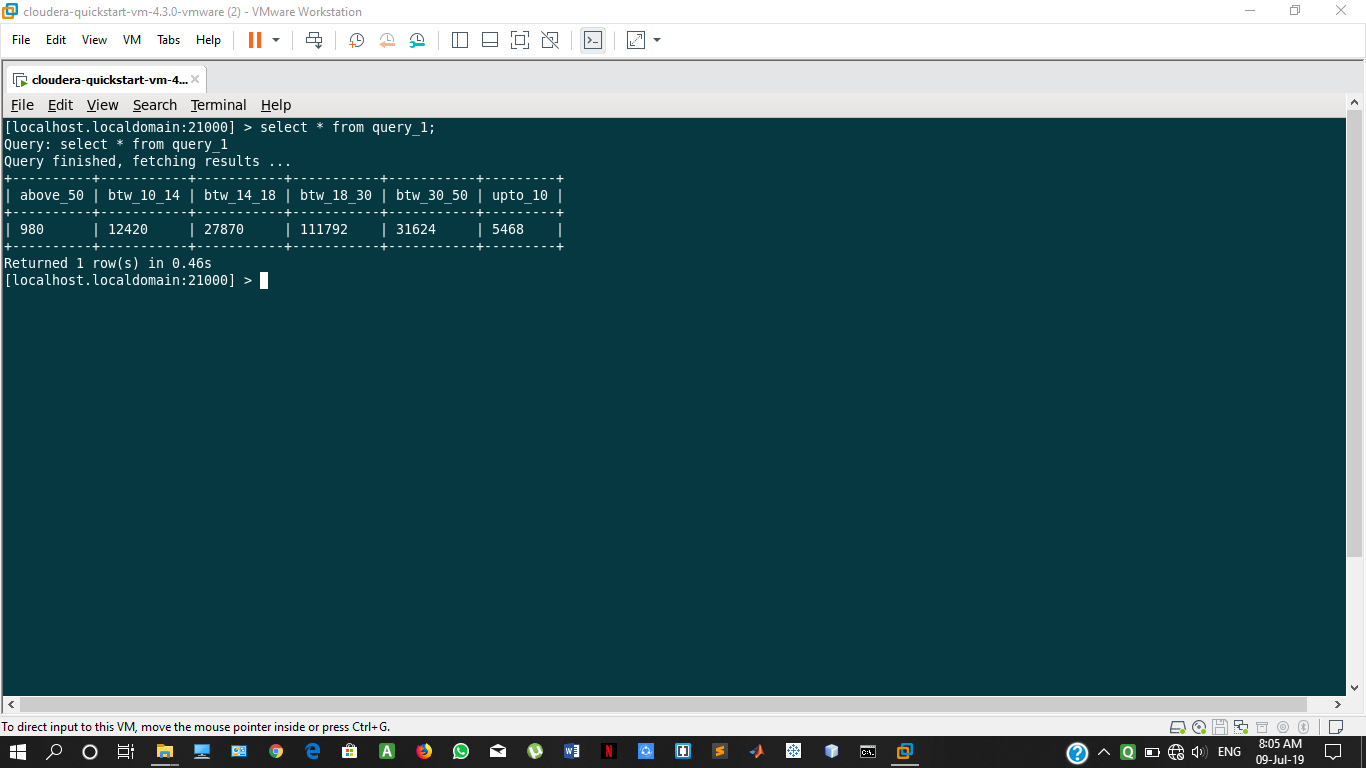 cloudera-quickstart-vm-4.3.0-vmware (2) - VMware Workstation
File Edit View VM Tabs Help
cloudera-quickstart-vm-4...
File Edit View Search Terminal Help
[localhost.localdomain:21000] > select * from query_1;
Query: select * from query_1
Query finished, fetching results ...
+----------+-----------+-----------+-----------+-----------+---------+
| above_50 | btw_10_14 | btw_14_18 | btw_18_30 | btw_30_50 | upto_10 |
+----------+-----------+-----------+-----------+-----------+---------+
| 980      | 12420     | 27870     | 111792    | 31624     | 5468    |
+----------+-----------+-----------+-----------+-----------+---------+
Returned 1 row(s) in 0.46s
[localhost.localdomain:21000] >
To direct input to this VM, move the mouse pointer inside or press Ctrl+G.
ENG
8:05 AM
09-Jul-19